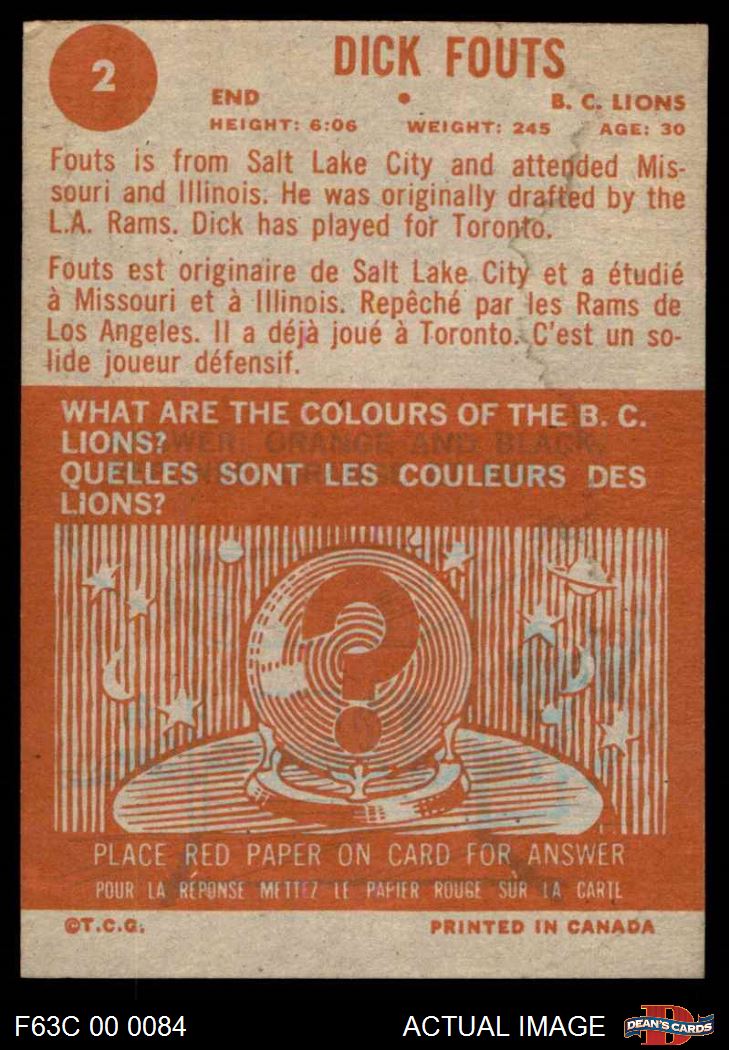 2
DICK FOUTS
END • B. C. LIONS
HEIGHT: 6:06 WEIGHT: 245 AGE: 30
Fouts is from Salt Lake City and attended Mis-
souri and Illinois. He was originally drafted by the
L.A. Rams. Dick has played for Toronto.
Fouts est originaire de Salt Lake City et a étudié
à Missouri et à Illinois. Repêché par les Rams de
Los Angeles. Il a déjà joué à Toronto. C'est un so-
lide joueur défensif.
WHAT ARE THE COLOURS OF THE B. C.
LIONS?
ANSWER: ORANGE AND BLACK.
QUELLES SONT LES COULEURS DES
LIONS?
?
PLACE RED PAPER ON CARD FOR ANSWER
POUR LA RÉPONSE METTEZ LE PAPIER ROUGE SUR LA CARTE
©T.C.G. PRINTED IN CANADA
F63C 00 0084 ACTUAL IMAGE DEAN'S CARDS